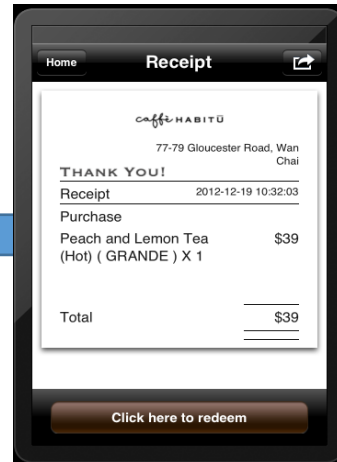 Home
Receipt
caffè HABITŪ
77-79 Gloucester Road, Wan
Chai
THANK YOU!
Receipt 2012-12-19 10:32:03
Purchase
Peach and Lemon Tea $39
(Hot) ( GRANDE ) X 1
Total $39
Click here to redeem